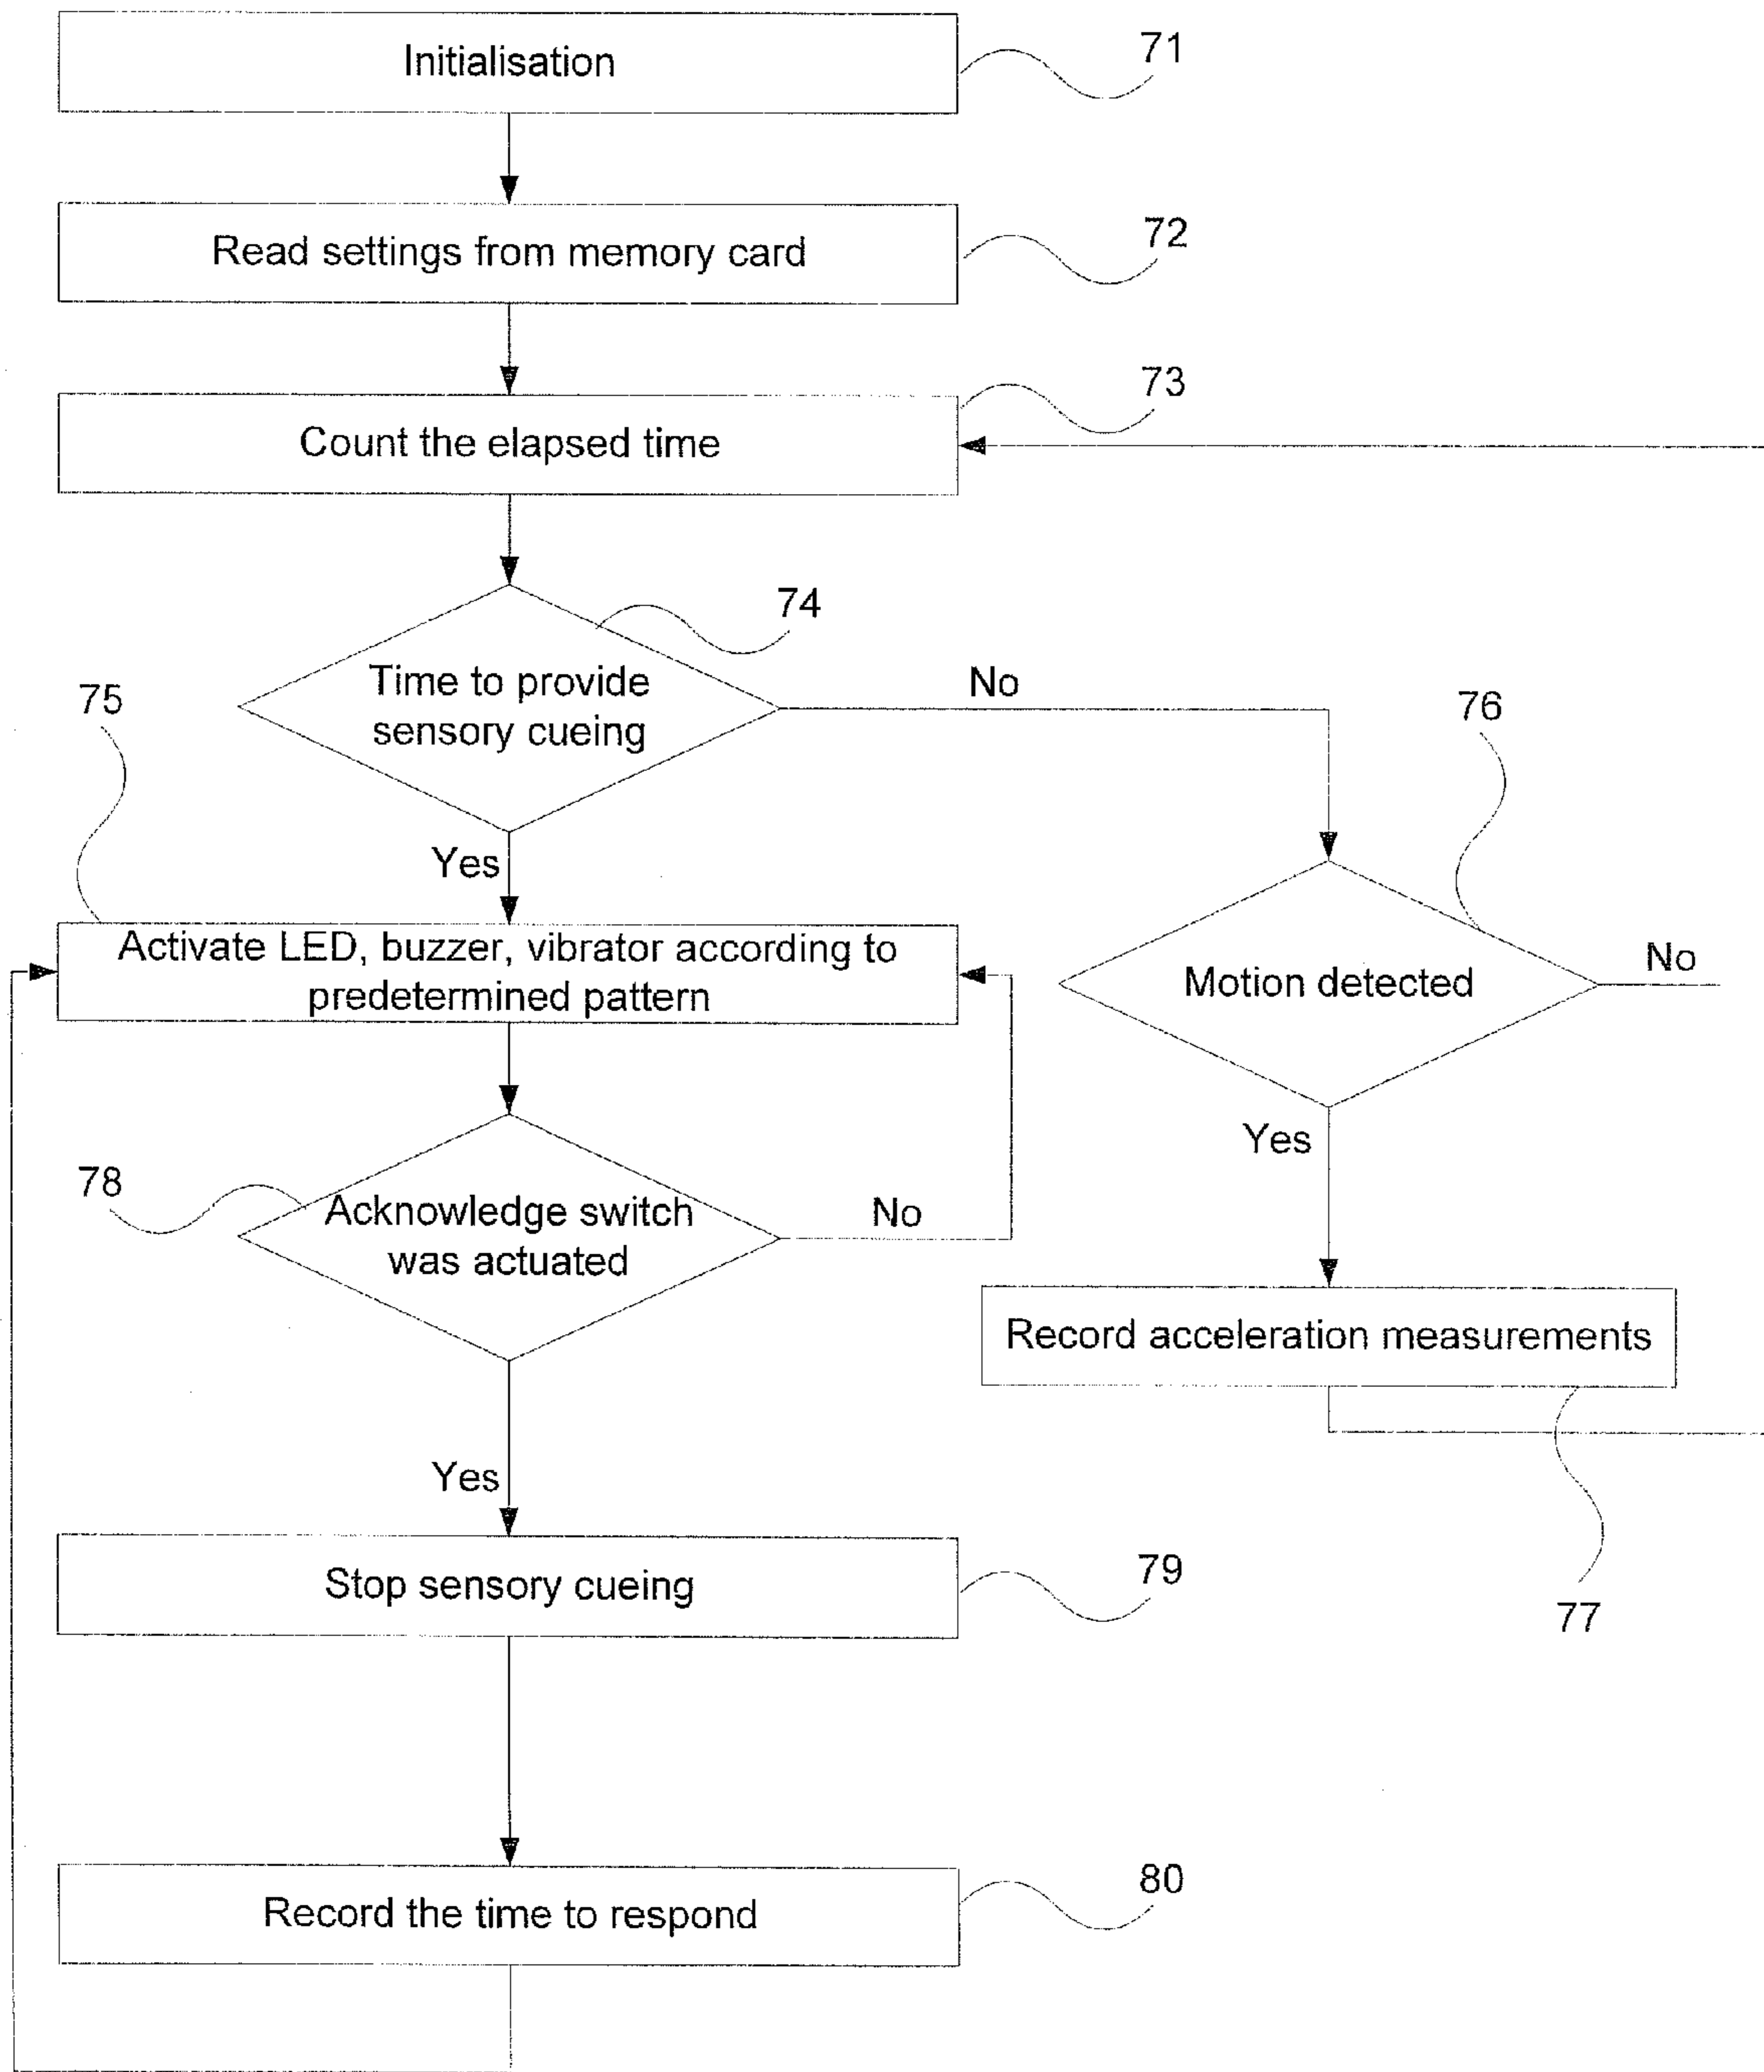 Initialisation
71
Read settings from memory card
72
73
Count the elapsed time
74
Time to provide
sensory cueing
No
75
76
Yes
Activate LED, buzzer, vibrator according to
predetermined pattern
Motion detected
No
Yes
78
Acknowledge switch
was actuated
No
Record acceleration measurements
Yes
79
Stop sensory cueing
77
80
Record the time to respond